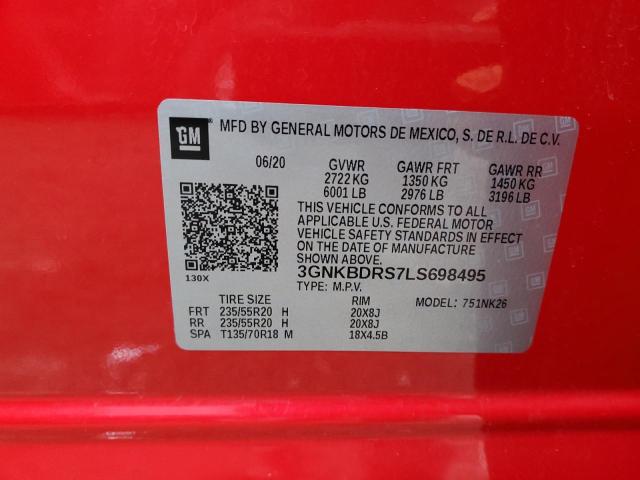 GM
MFD BY GENERAL MOTORS DE MEXICO, S. DE R.L. DE C.V.
06/20 GVWR GAWR FRT GAWR RR
2722 KG 1350 KG 1450 KG
6001 LB 2976 LB 3196 LB
THIS VEHICLE CONFORMS TO ALL
APPLICABLE U.S. FEDERAL MOTOR
VEHICLE SAFETY STANDARDS IN EFFECT
ON THE DATE OF MANUFACTURE
SHOWN ABOVE.
130X
3GNKBDRS7LS698495
TYPE: M.P.V.
TIRE SIZE RIM MODEL: 751NK26
FRT 235/55R20 H 20X8J
RR 235/55R20 H 20X8J
SPA T135/70R18 M 18X4.5B